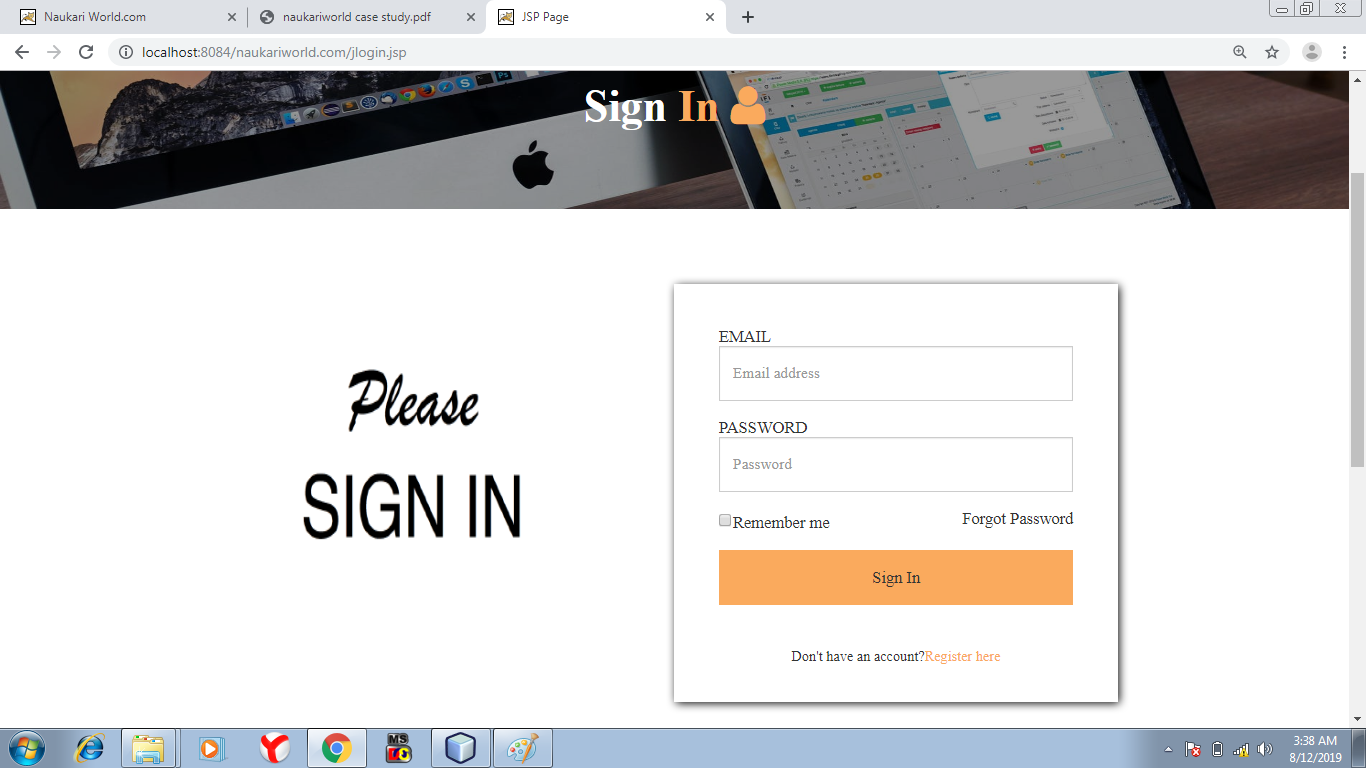 Naukari World.com
naukariworld case study.pdf
JSP Page
localhost:8084/naukariworld.com/jlogin.jsp
Sign In
EMAIL
Email address
Please
PASSWORD
Password
SIGN IN
Remember me
Forgot Password
Sign In
Don't have an account?Register here
MS
3:38 AM
8/12/2019